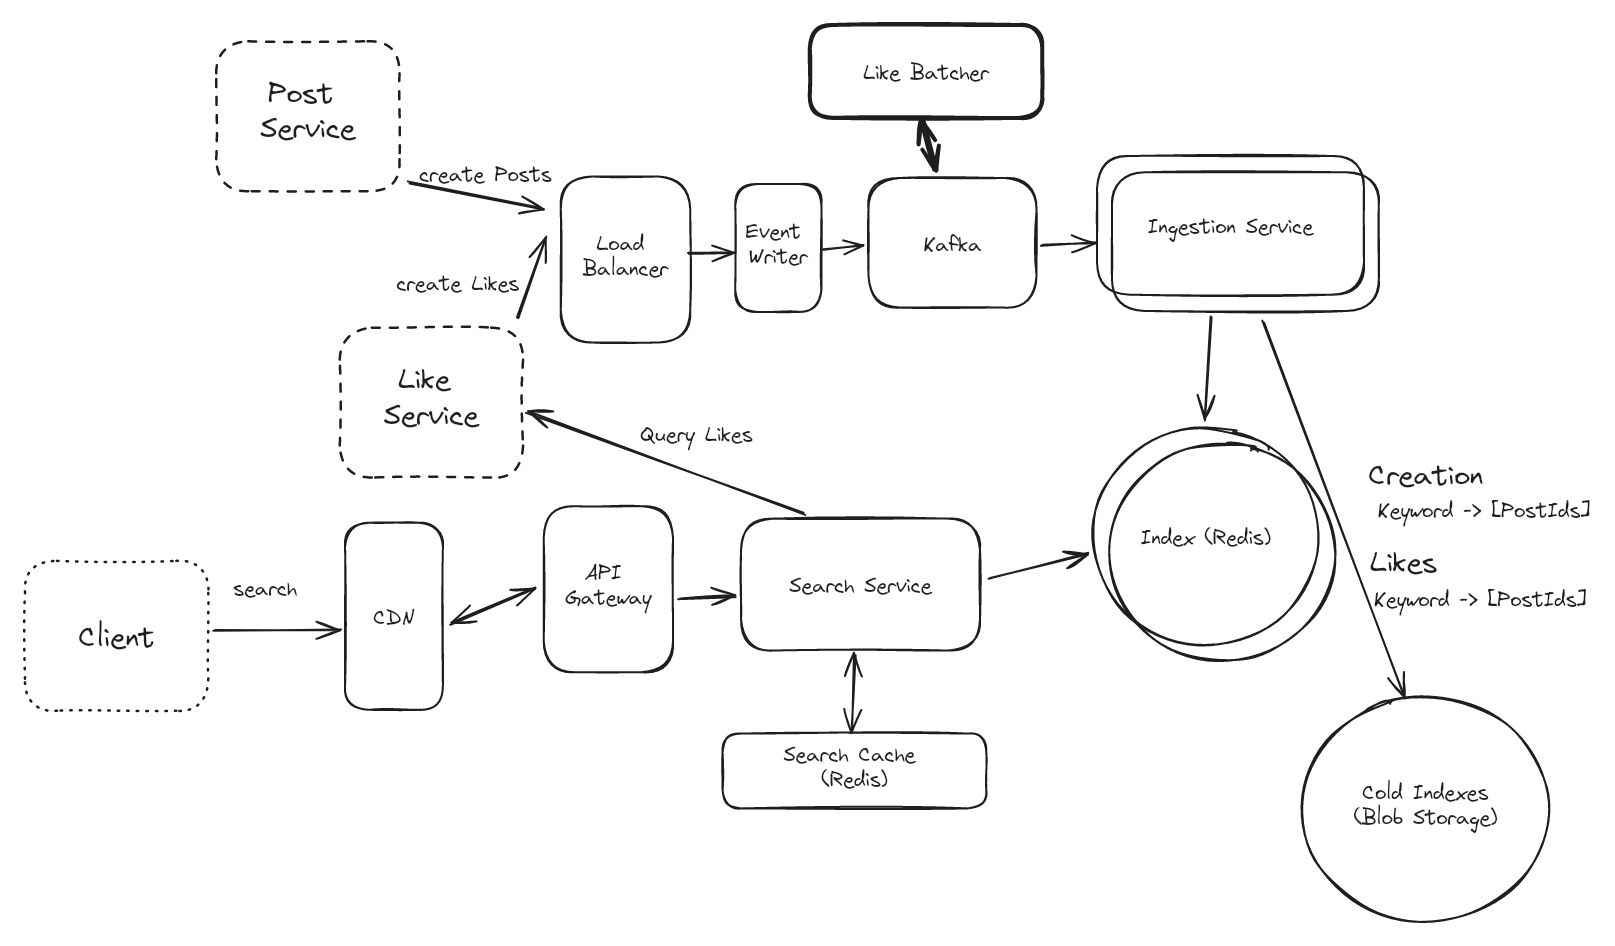 Post
Service
create Posts
Like Batcher
Load
Balancer
Event
Writer
Kafka
Ingestion Service
create Likes
Like
Service
Query Likes
Client
search
CDN
API
Gateway
Search Service
Index (Redis)
Creation
Keyword -> [PostIds]
Likes
Keyword -> [PostIds]
Search Cache
(Redis)
Cold Indexes
(Blob Storage)